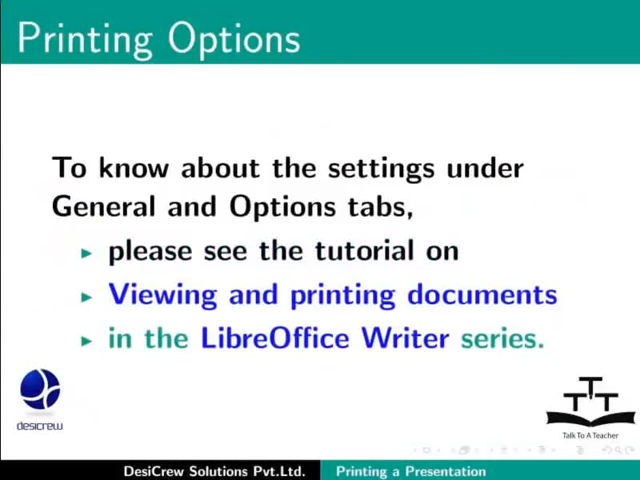 Printing Options
To know about the settings under
General and Options tabs,
please see the tutorial on
Viewing and printing documents
in the LibreOffice Writer series.
desicrew
TTT
Talk To A Teacher
DesiCrew Solutions Pvt.Ltd.
Printing a Presentation